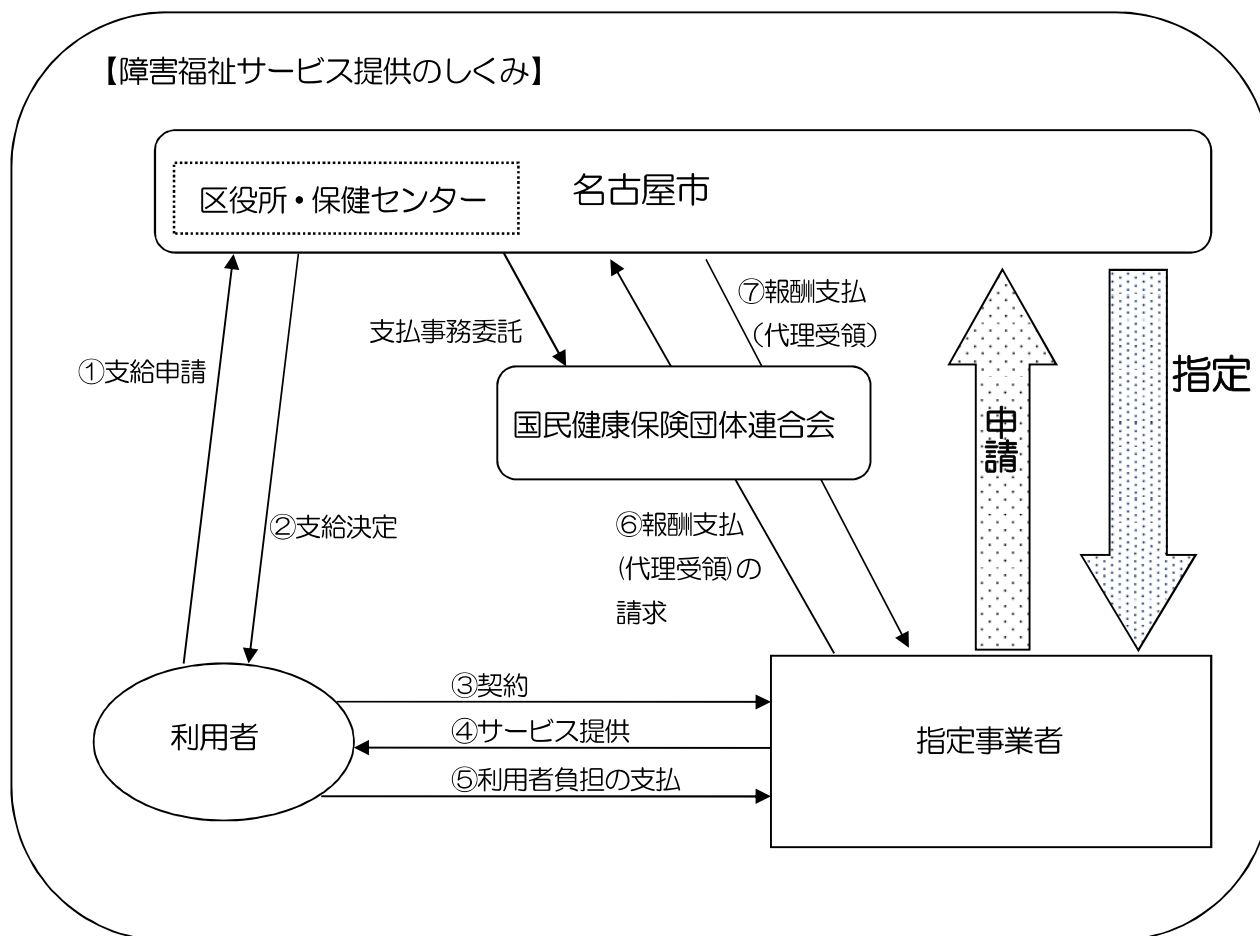 【障害福祉サービス提供のしくみ】
区役所・保健センター
名古屋市
⑦報酬支払
（代理受領）
支払事務委託
①支給申請
指定
申請
国民健康保険団体連合会
②支給決定
⑥報酬支払
(代理受領)の
請求
③契約
④サービス提供
⑤利用者負担の支払
利用者
指定事業者